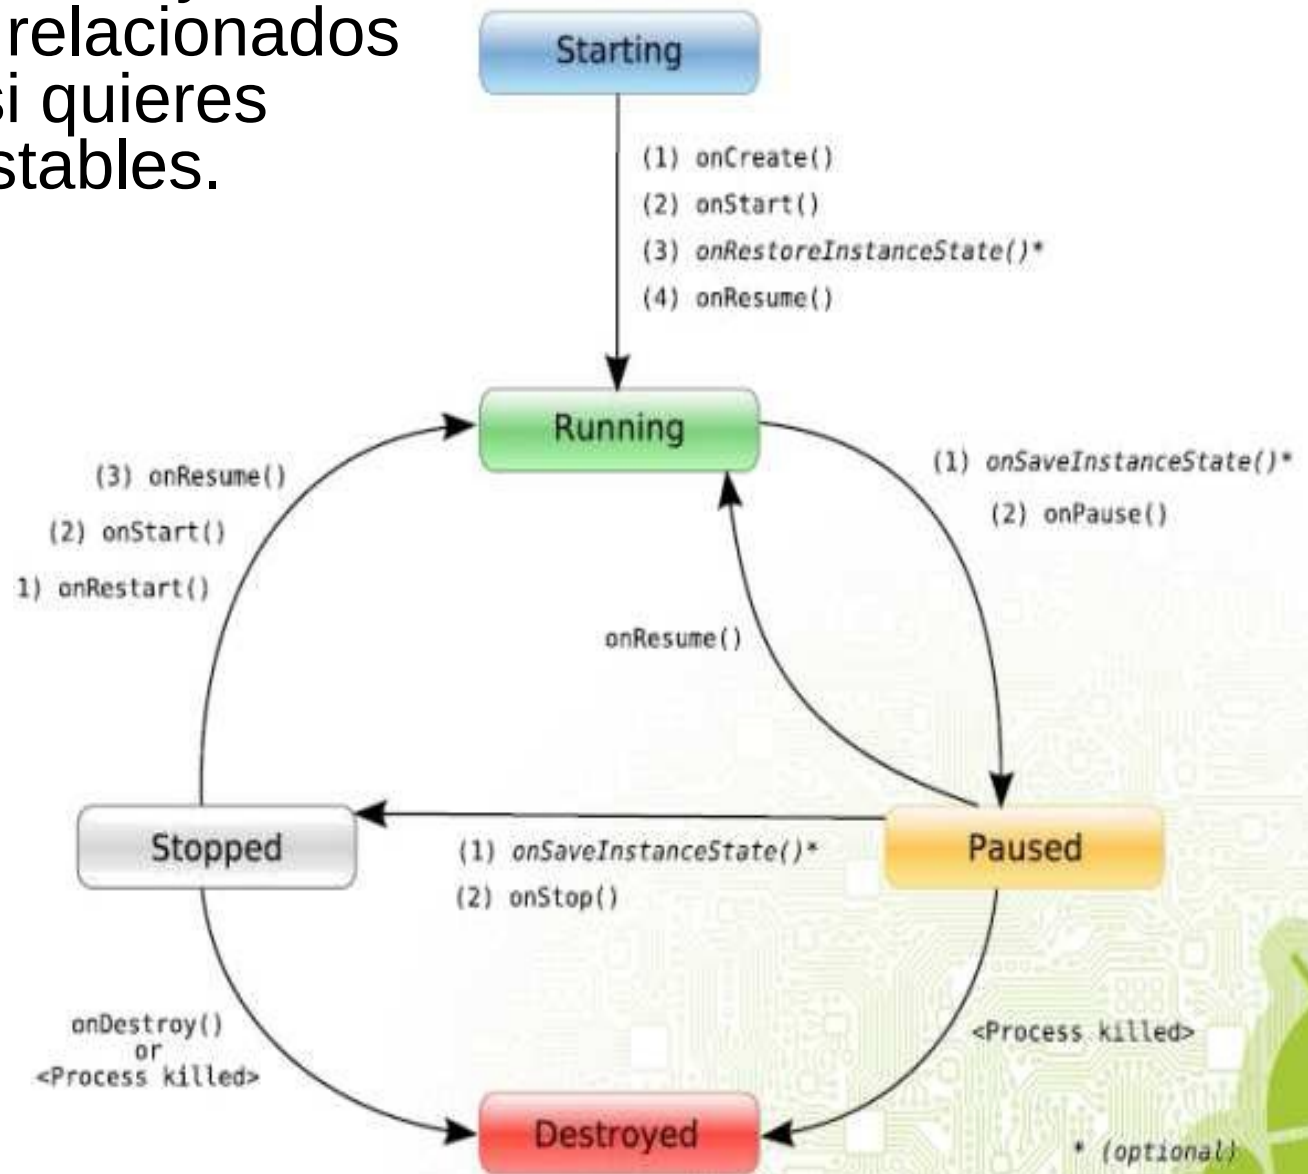 relacionados
si quieres
stables.
Starting
(1) onCreate()
(2) onStart()
(3) onRestoreInstanceState()*
(4) onResume()
Running
(3) onResume()
(2) onStart()
1) onRestart()
(1) onSaveInstanceState()*
(2) onPause()
onResume()
Stopped
(1) onSaveInstanceState()*
(2) onStop()
Paused
onDestroy()
or
<Process killed>
<Process killed>
Destroyed
* (optional)